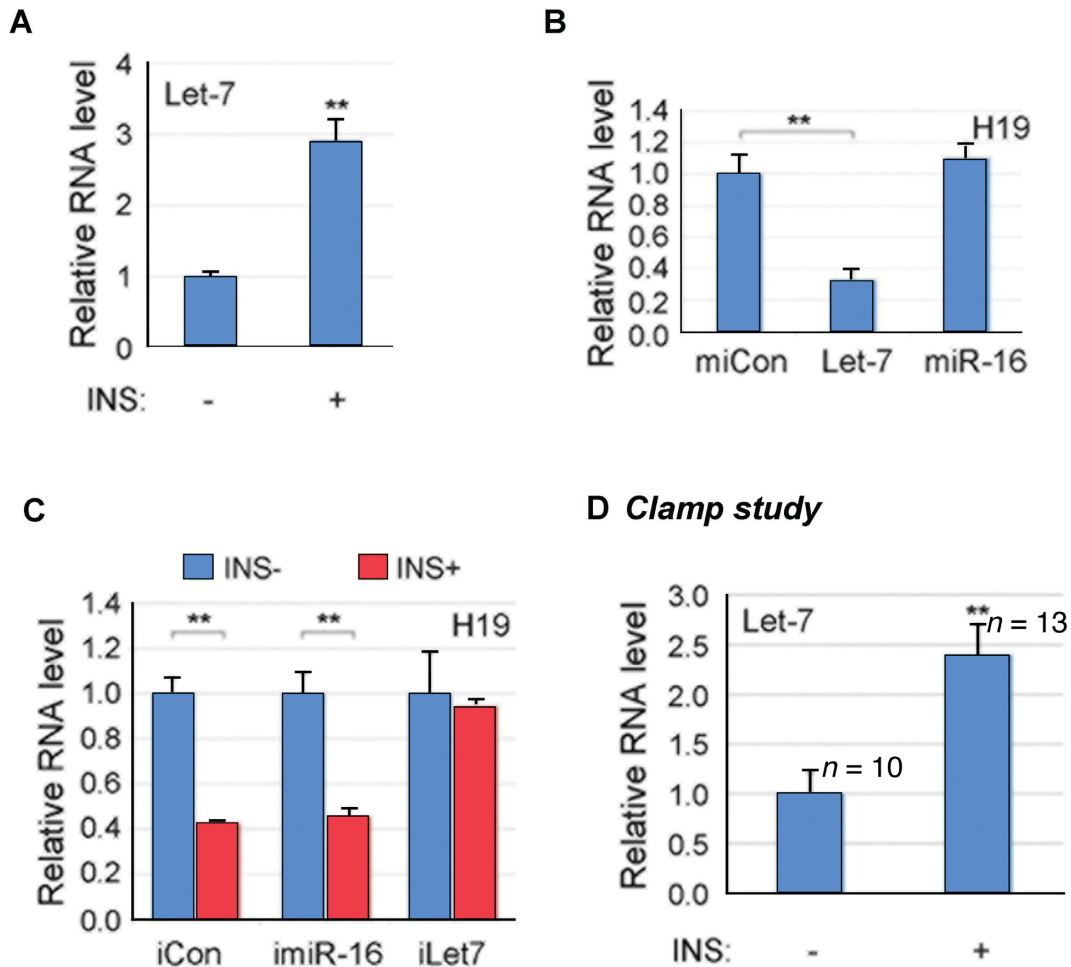 A
Relative RNA level
4
3
2
1
0
Let-7
**
INS: - +
B
Relative RNA level
1.4
1.2
1.0
0.8
0.6
0.4
0.2
0.0
**
H19
miCon Let-7 miR-16
C
INS- INS+
Relative RNA level
1.4
1.2
1.0
0.8
0.6
0.4
0.2
0.0
** **
H19
iCon imiR-16 iLet7
D Clamp study
Relative RNA level
3.0
2.5
2.0
1.5
1.0
0.5
0.0
Let-7
**
n = 13
n = 10
INS: - +